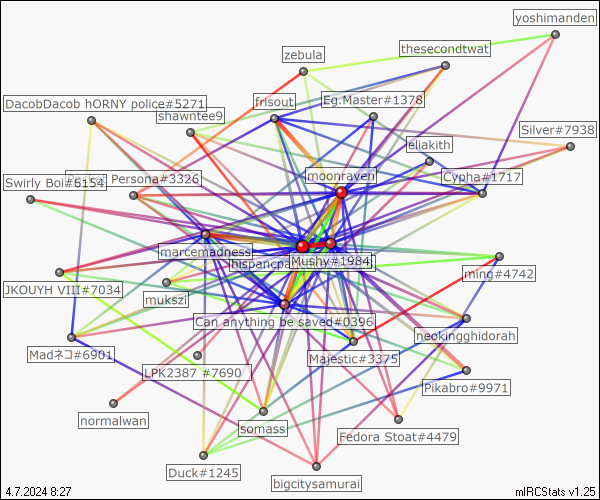 yoshimanden
thesecondtwat
zebula
Eg.Master#1378
frisout
DacobDacob hORNY police#5271
shawntee9
Silver#7938
eliakith
moonraven
Cypha#1717
Persona#3326
Swirly Boi#6154
marcemadness
hispancpa
Mushy#1984
ming#4742
JKOUYH VIII#7034
mukszi
Can anything be saved#0396
neokingghidorah
Madネコ#6901
Majestic#3375
LPK2387 #7690
Pikabro#9971
normalwan
somass
Fedora Stoat#4479
Duck#1245
bigcitysamurai
4.7.2024 8:27
mIRCStats v1.25